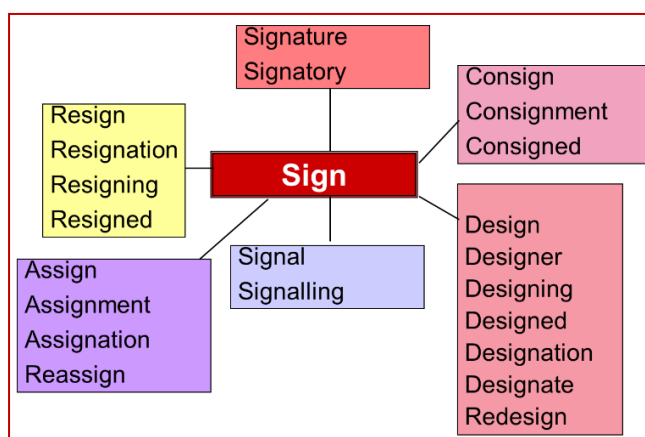 Signature
Signatory
Consign
Consignment
Consigned
Resign
Resignation
Resigning
Resigned
Sign
Design
Designer
Designing
Designed
Designation
Designate
Redesign
Signal
Signalling
Assign
Assignment
Assignation
Reassign